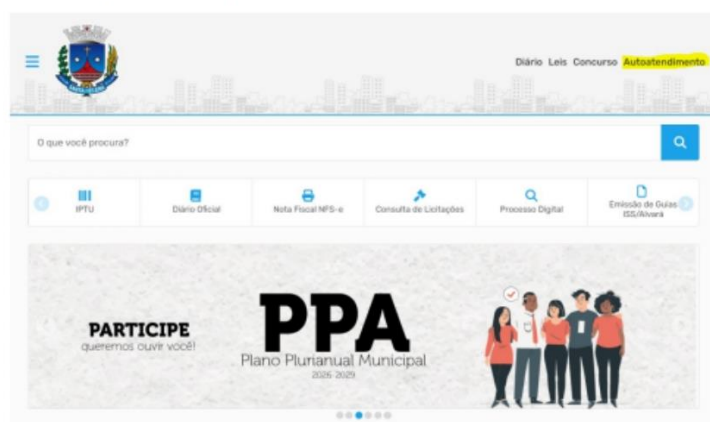 Diário Leis Concurso Autoatendimento
O que você procura?
IPTU
Diário Oficial
Nota Fiscal NFS-e
Consulta de Licitações
Processo Digital
Emissão de Guias
ISS/Alvará
PARTICIPE
queremos ouvir você!
PPA
Plano Plurianual Municipal
2026-2029